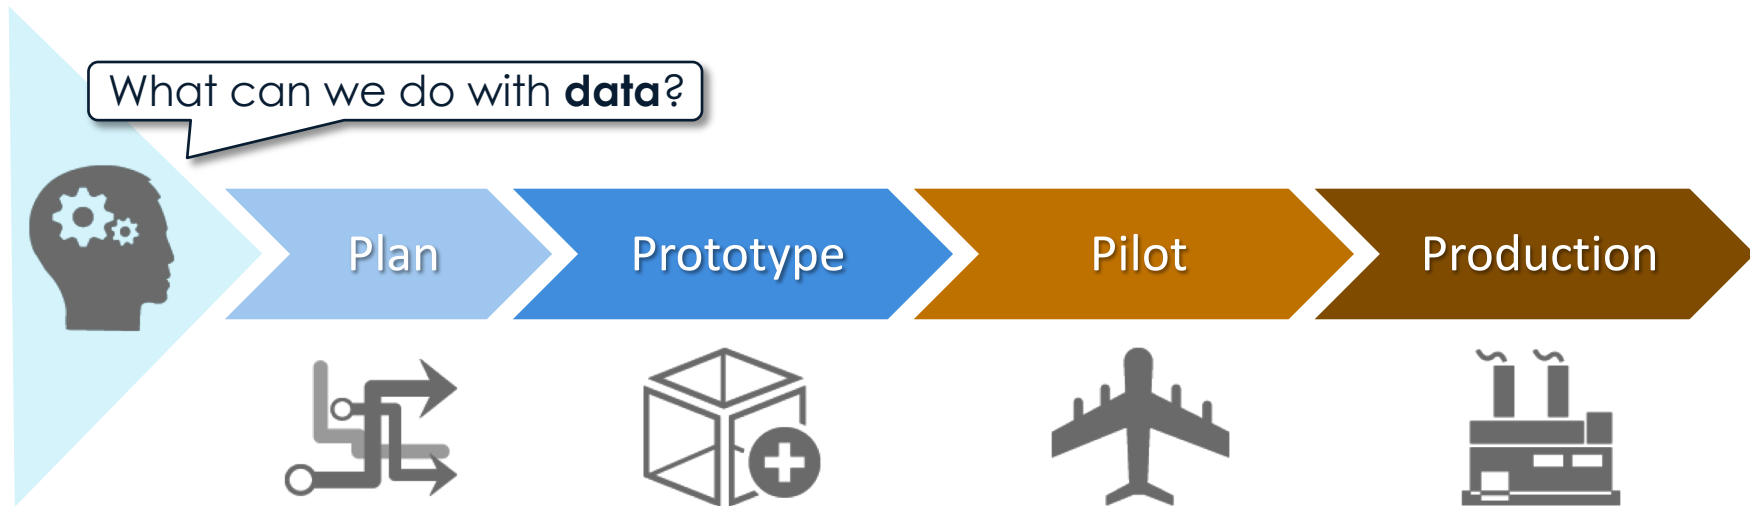 What can we do with data?
Plan
Prototype
Pilot
Production